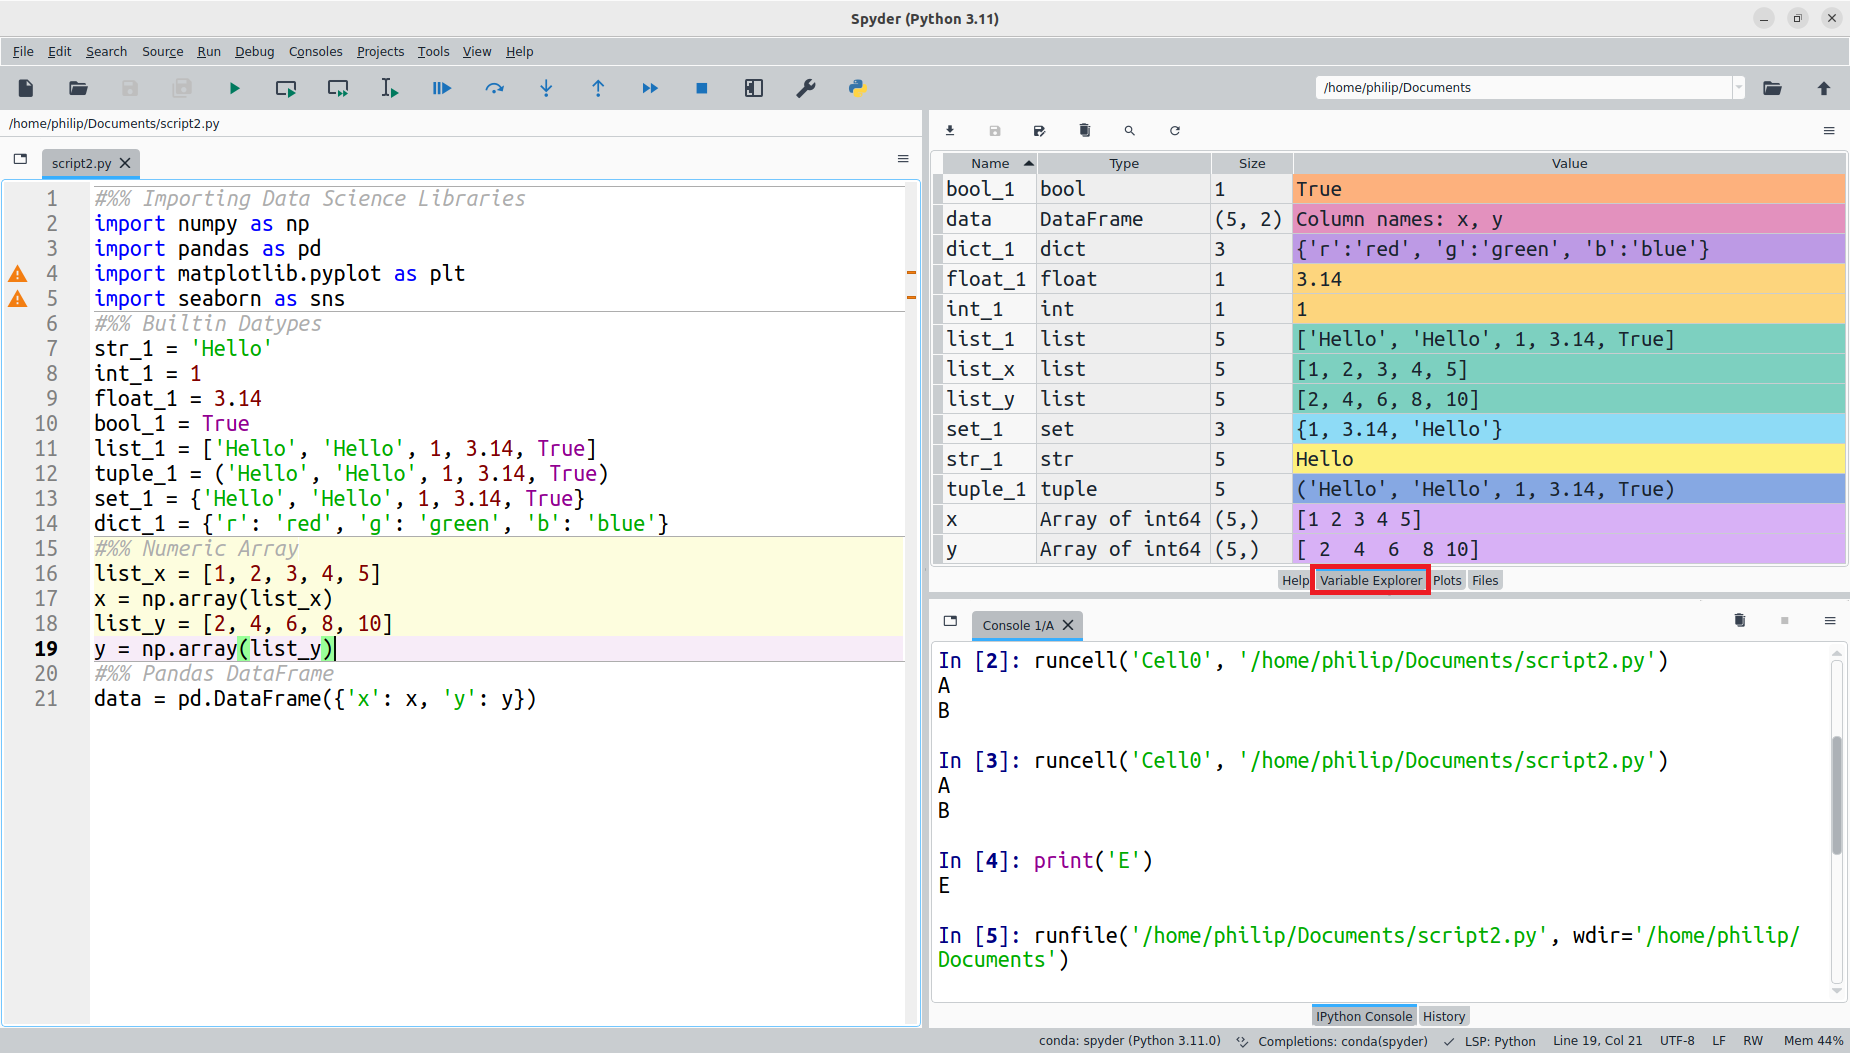 Spyder (Python 3.11)
File Edit Search Source Run Debug Consoles Projects Tools View Help
/home/philip/Documents
/home/philip/Documents/script2.py
script2.py
1 #%% Importing Data Science Libraries
2 import numpy as np
3 import pandas as pd
4 import matplotlib.pyplot as plt
5 import seaborn as sns
6 #%% Builtin Datypes
7 str_1 = 'Hello'
8 int_1 = 1
9 float_1 = 3.14
10 bool_1 = True
11 list_1 = ['Hello', 'Hello', 1, 3.14, True]
12 tuple_1 = ('Hello', 'Hello', 1, 3.14, True)
13 set_1 = {'Hello', 'Hello', 1, 3.14, True}
14 dict_1 = {'r': 'red', 'g': 'green', 'b': 'blue'}
15 #%% Numeric Array
16 list_x = [1, 2, 3, 4, 5]
17 x = np.array(list_x)
18 list_y = [2, 4, 6, 8, 10]
19 y = np.array(list_y)
20 #%% Pandas DataFrame
21 data = pd.DataFrame({'x': x, 'y': y})
Name Type Size Value
bool_1 bool 1 True
data DataFrame (5, 2) Column names: x, y
dict_1 dict 3 {'r':'red', 'g':'green', 'b':'blue'}
float_1 float 1 3.14
int_1 int 1 1
list_1 list 5 ['Hello', 'Hello', 1, 3.14, True]
list_x list 5 [1, 2, 3, 4, 5]
list_y list 5 [2, 4, 6, 8, 10]
set_1 set 3 {1, 3.14, 'Hello'}
str_1 str 5 Hello
tuple_1 tuple 5 ('Hello', 'Hello', 1, 3.14, True)
x Array of int64 (5,) [1 2 3 4 5]
y Array of int64 (5,) [ 2 4 6 8 10]
Help Variable Explorer Plots Files
Console 1/A
In [2]: runcell('Cell0', '/home/philip/Documents/script2.py')
A
B
In [3]: runcell('Cell0', '/home/philip/Documents/script2.py')
A
B
In [4]: print('E')
E
In [5]: runfile('/home/philip/Documents/script2.py', wdir='/home/philip/
Documents')
IPython Console History
conda: spyder (Python 3.11.0) Completions: conda(spyder) LSP: Python Line 19, Col 21 UTF-8 LF RW Mem 44%